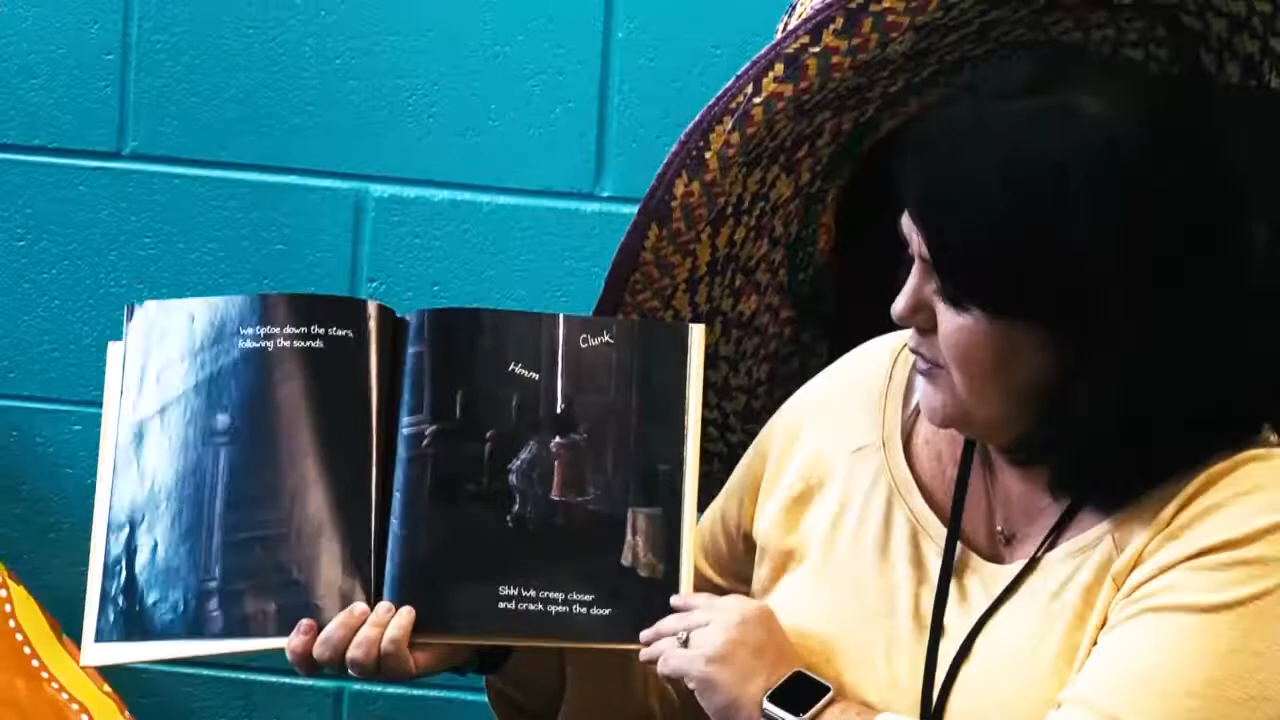 We tiptoe down the stairs,
following the sounds.
Clunk
Hmm
Shh! We creep closer
and crack open the door